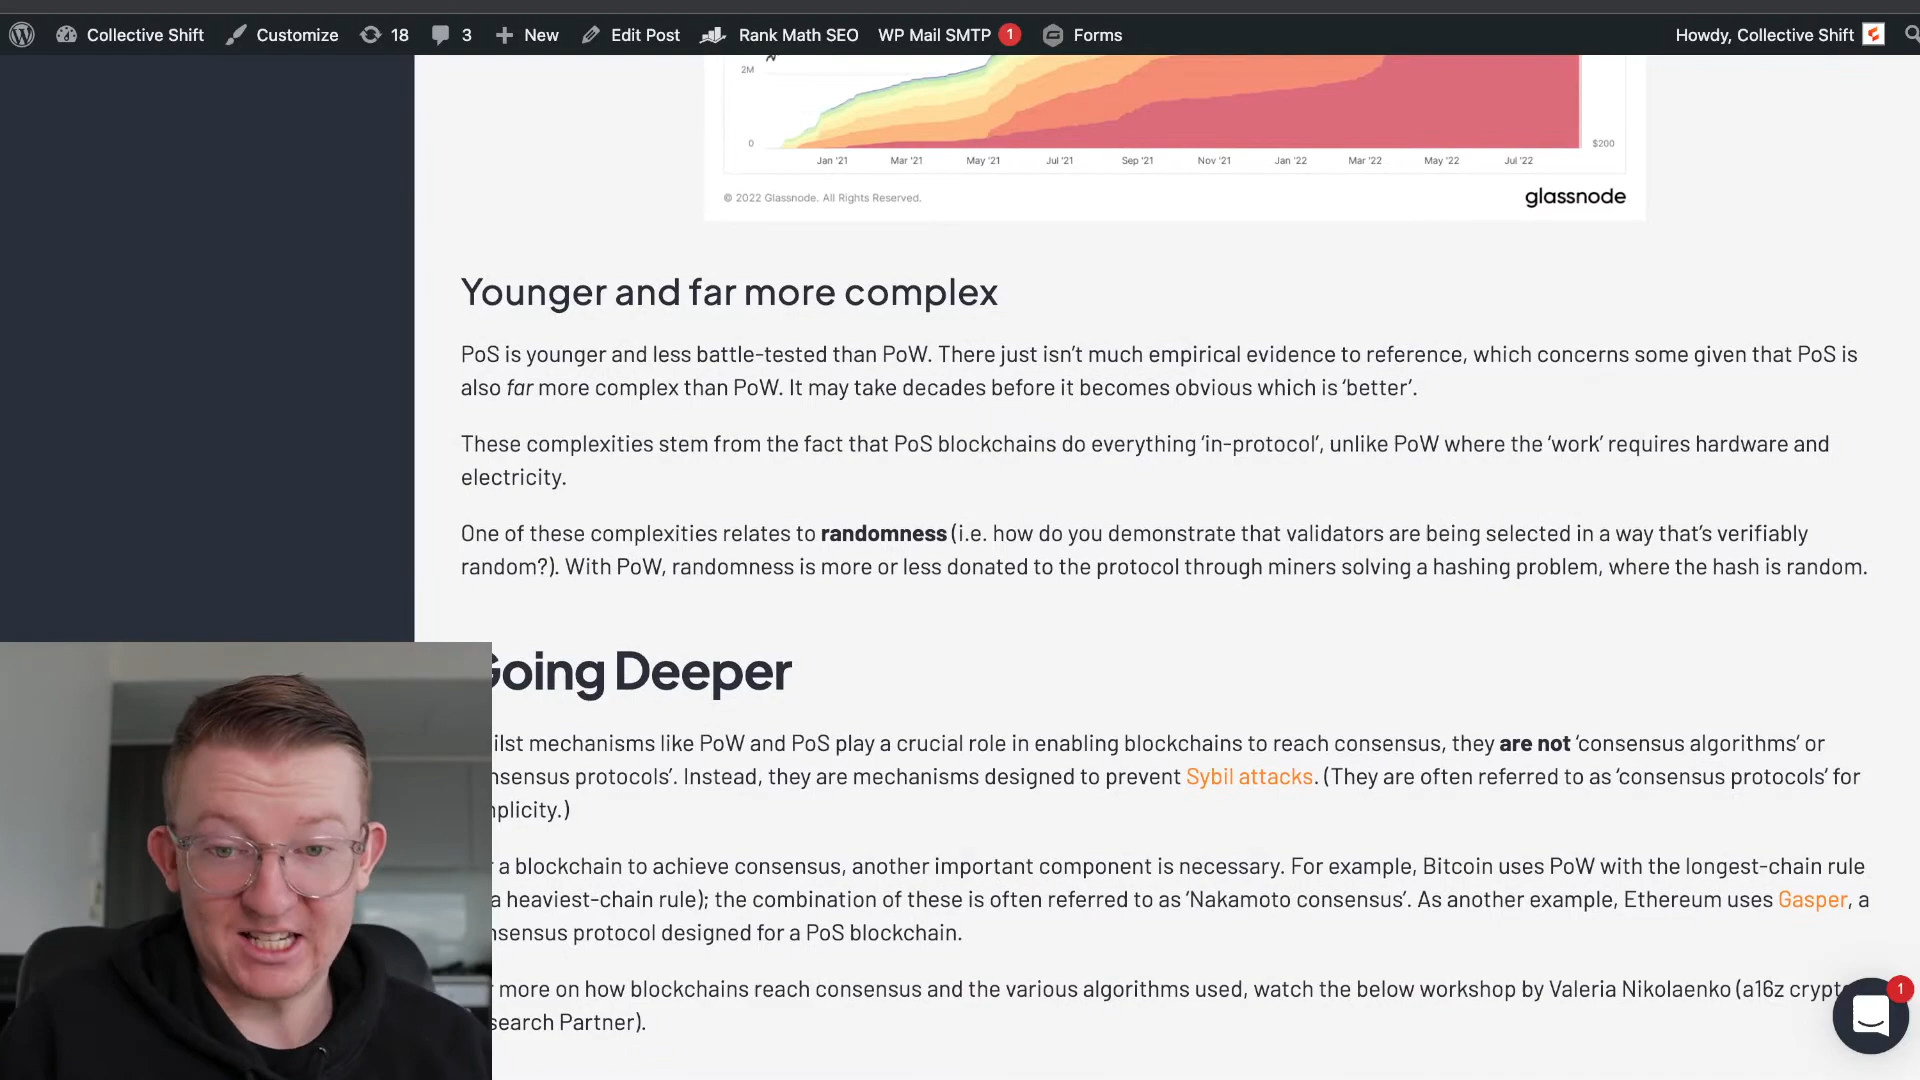 Collective Shift Customize 18 3 New Edit Post Rank Math SEO WP Mail SMTP 1 Forms Howdy, Collective Shift
2M
0 $200
Jan '21 Mar '21 May '21 Jul '21 Sep '21 Nov '21 Jan '22 Mar '22 May '22 Jul '22
© 2022 Glassnode. All Rights Reserved. glassnode
Younger and far more complex
PoS is younger and less battle-tested than PoW. There just isn’t much empirical evidence to reference, which concerns some given that PoS is
also far more complex than PoW. It may take decades before it becomes obvious which is ‘better’.
These complexities stem from the fact that PoS blockchains do everything ‘in-protocol’, unlike PoW where the ‘work’ requires hardware and
electricity.
One of these complexities relates to randomness (i.e. how do you demonstrate that validators are being selected in a way that’s verifiably
random?). With PoW, randomness is more or less donated to the protocol through miners solving a hashing problem, where the hash is random.
Going Deeper
ilst mechanisms like PoW and PoS play a crucial role in enabling blockchains to reach consensus, they are not ‘consensus algorithms’ or
nsensus protocols’. Instead, they are mechanisms designed to prevent Sybil attacks. (They are often referred to as ‘consensus protocols’ for
nplicity.)
a blockchain to achieve consensus, another important component is necessary. For example, Bitcoin uses PoW with the longest-chain rule
a heaviest-chain rule); the combination of these is often referred to as ‘Nakamoto consensus’. As another example, Ethereum uses Gasper, a
nsensus protocol designed for a PoS blockchain.
more on how blockchains reach consensus and the various algorithms used, watch the below workshop by Valeria Nikolaenko (a16z crypto
search Partner).
1